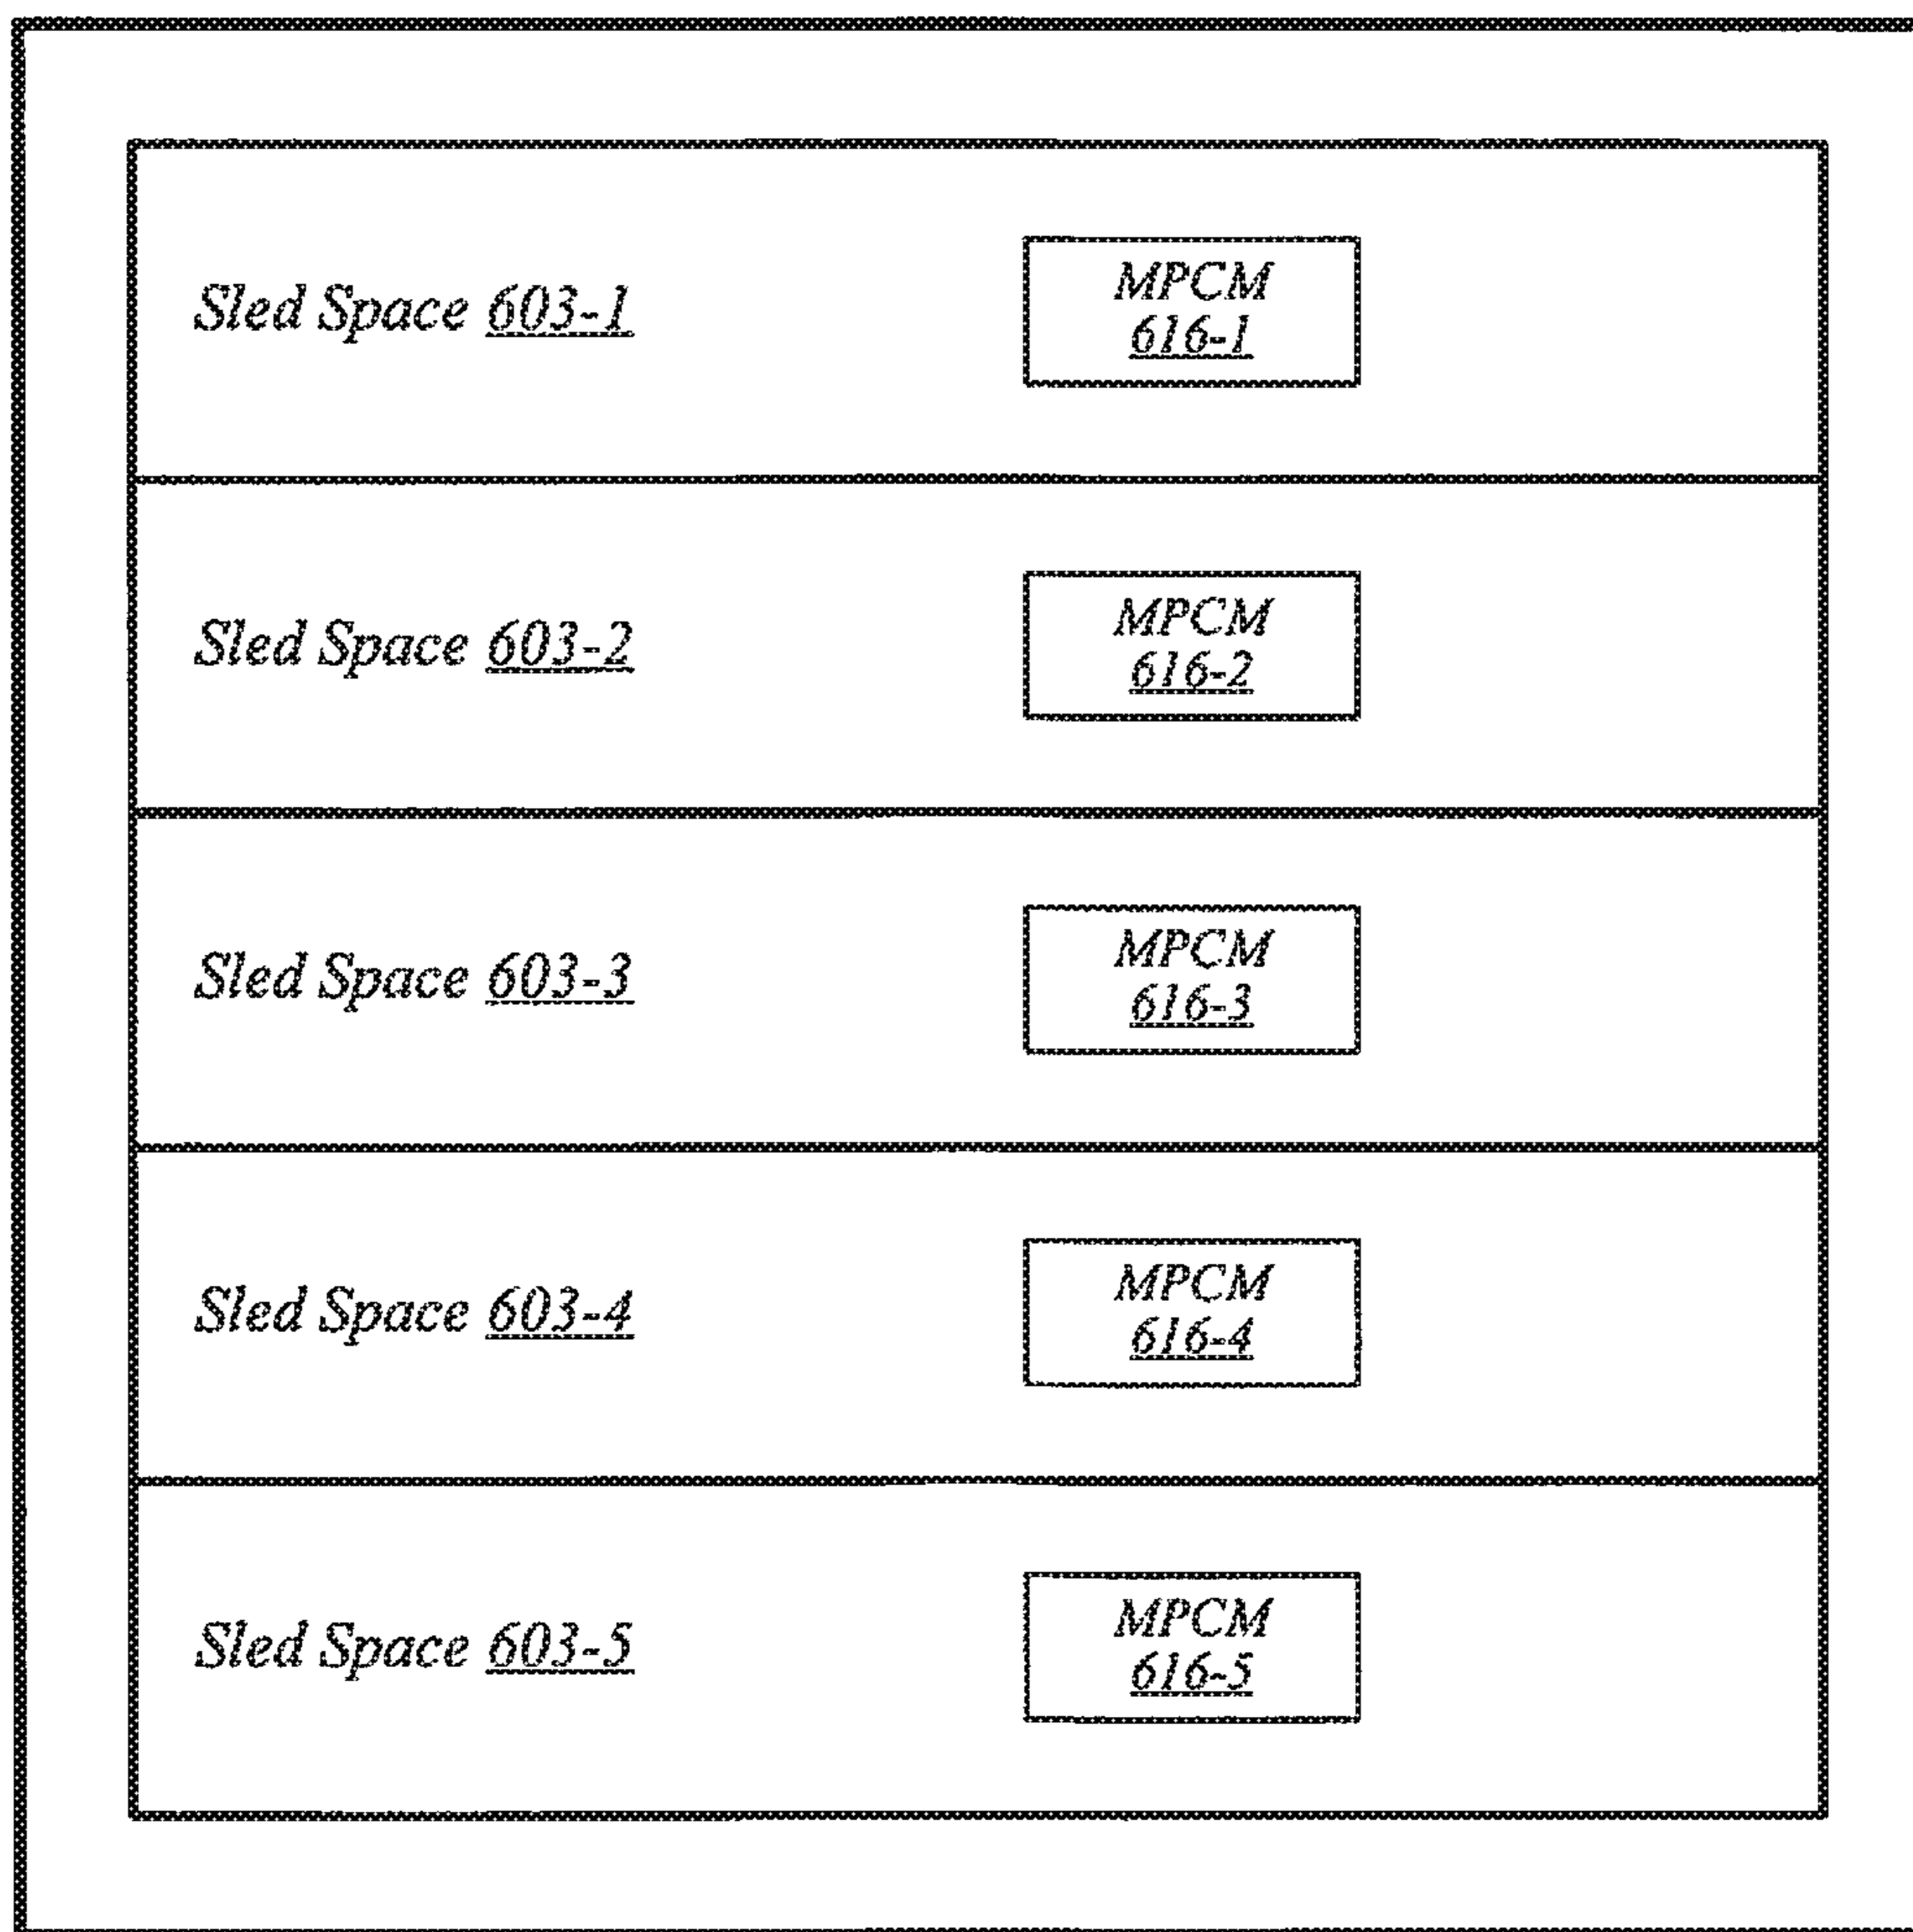 Sled Space 603-1
MPCM
616-1
Sled Space 603-2
MPCM
616-2
Sled Space 603-3
MPCM
616-3
Sled Space 603-4
MPCM
616-4
Sled Space 603-5
MPCM
616-5